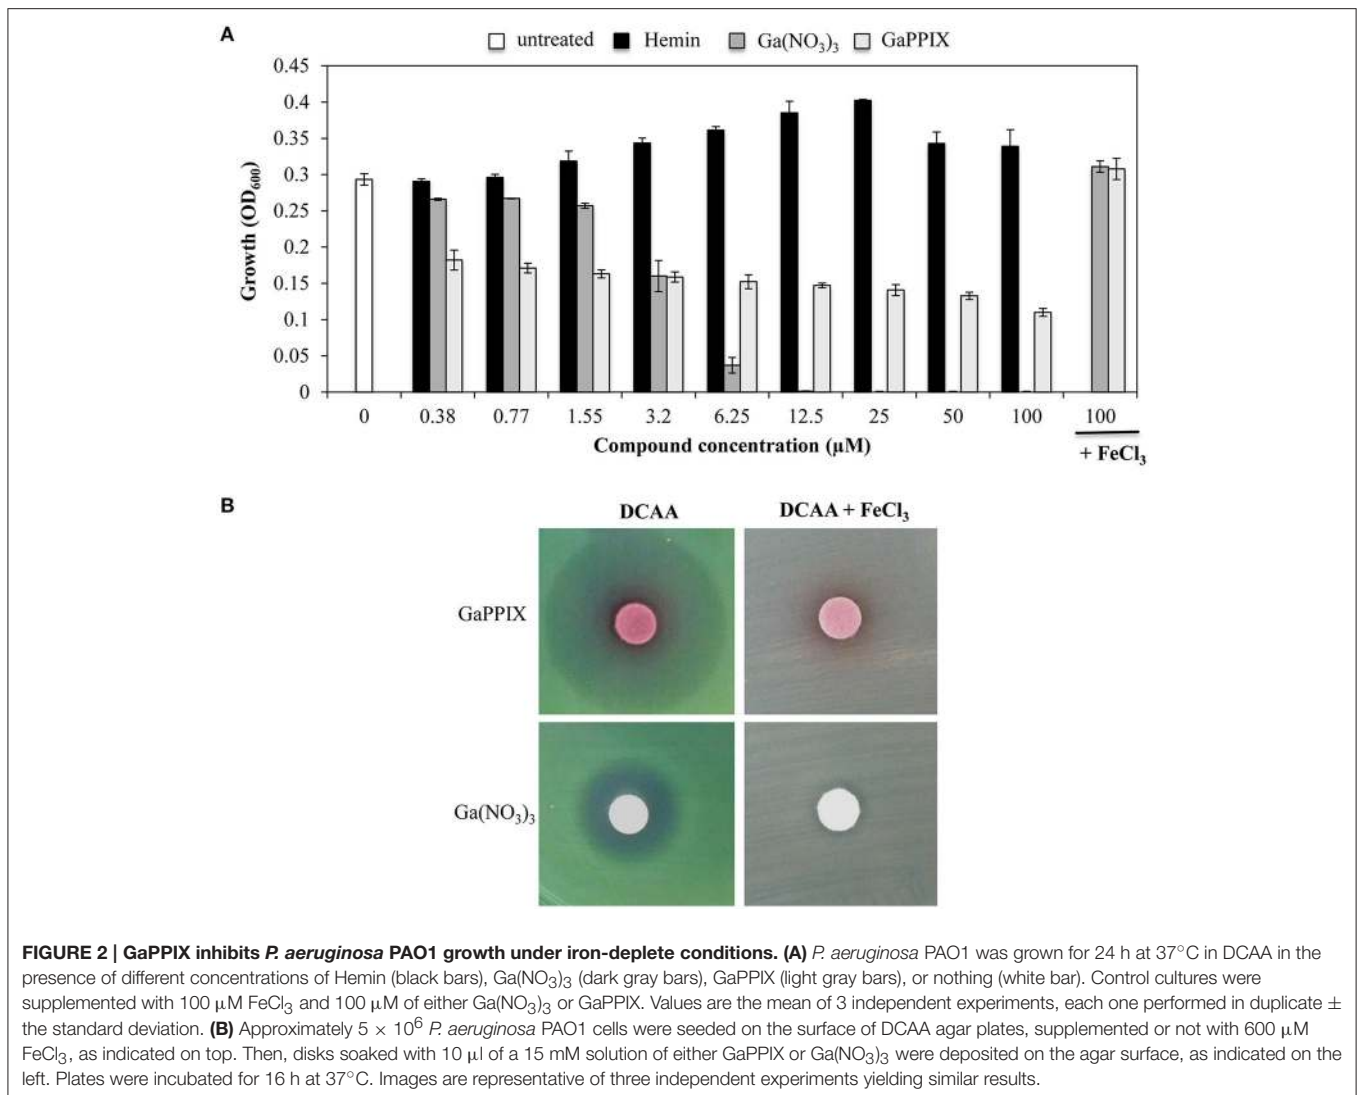 A
untreated Hemin Ga(NO3)3 GaPPIX
0.45
0.4
0.35
0.3
0.25
0.2
0.15
0.1
0.05
0
Growth (OD600)
0 0.38 0.77 1.55 3.2 6.25 12.5 25 50 100 100
Compound concentration (µM)
+ FeCl3
B
DCAA DCAA + FeCl3
GaPPIX
Ga(NO3)3
FIGURE 2 | GaPPIX inhibits P. aeruginosa PAO1 growth under iron-deplete conditions. (A) P. aeruginosa PAO1 was grown for 24 h at 37°C in DCAA in the
presence of different concentrations of Hemin (black bars), Ga(NO3)3 (dark gray bars), GaPPIX (light gray bars), or nothing (white bar). Control cultures were
supplemented with 100 µM FeCl3 and 100 µM of either Ga(NO3)3 or GaPPIX. Values are the mean of 3 independent experiments, each one performed in duplicate ±
the standard deviation. (B) Approximately 5 × 10^6 P. aeruginosa PAO1 cells were seeded on the surface of DCAA agar plates, supplemented or not with 600 µM
FeCl3, as indicated on top. Then, disks soaked with 10 µl of a 15 mM solution of either GaPPIX or Ga(NO3)3 were deposited on the agar surface, as indicated on the
left. Plates were incubated for 16 h at 37°C. Images are representative of three independent experiments yielding similar results.